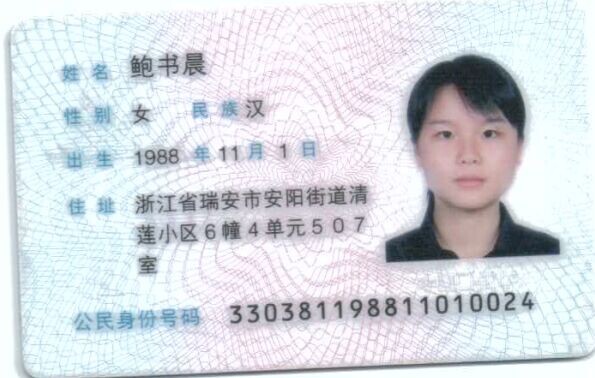 姓名 鲍书晨
性别 女 民族 汉
出生 1988 年 11 月 1 日
住址 浙江省瑞安市安阳街道清
莲小区6幢4单元507
室
公民身份号码 330381198811010024